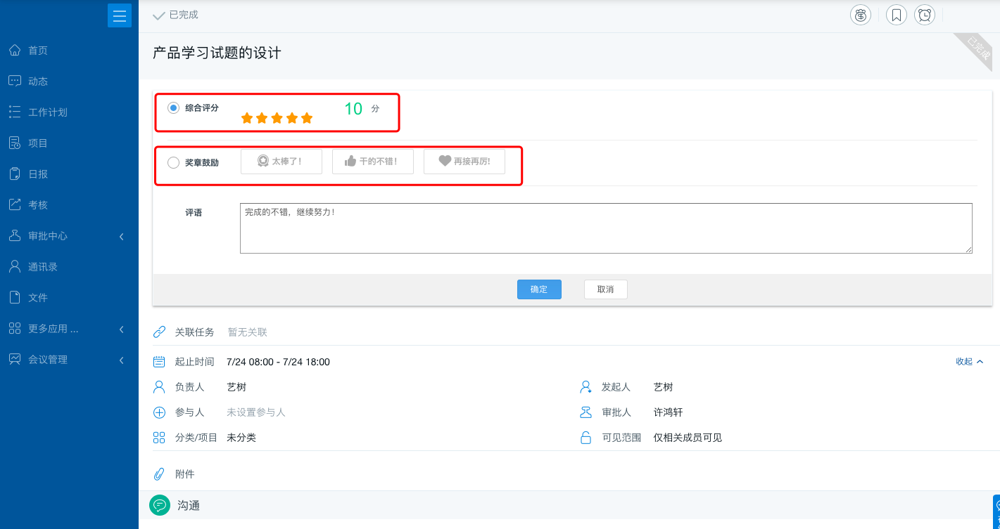 已完成
首页
动态
工作计划
项目
日报
考核
审批中心
通讯录
文件
更多应用 ...
会议管理
产品学习试题的设计
已完成
综合评分 10 分
奖章鼓励 太棒了! 干的不错! 再接再厉!
评语 完成的不错，继续努力!
确定 取消
关联任务 暂无关联
起止时间 7/24 08:00 - 7/24 18:00 收起
负责人 艺树 发起人 艺树
参与人 未设置参与人 审批人 许鸿轩
分类/项目 未分类 可见范围 仅相关成员可见
附件
沟通